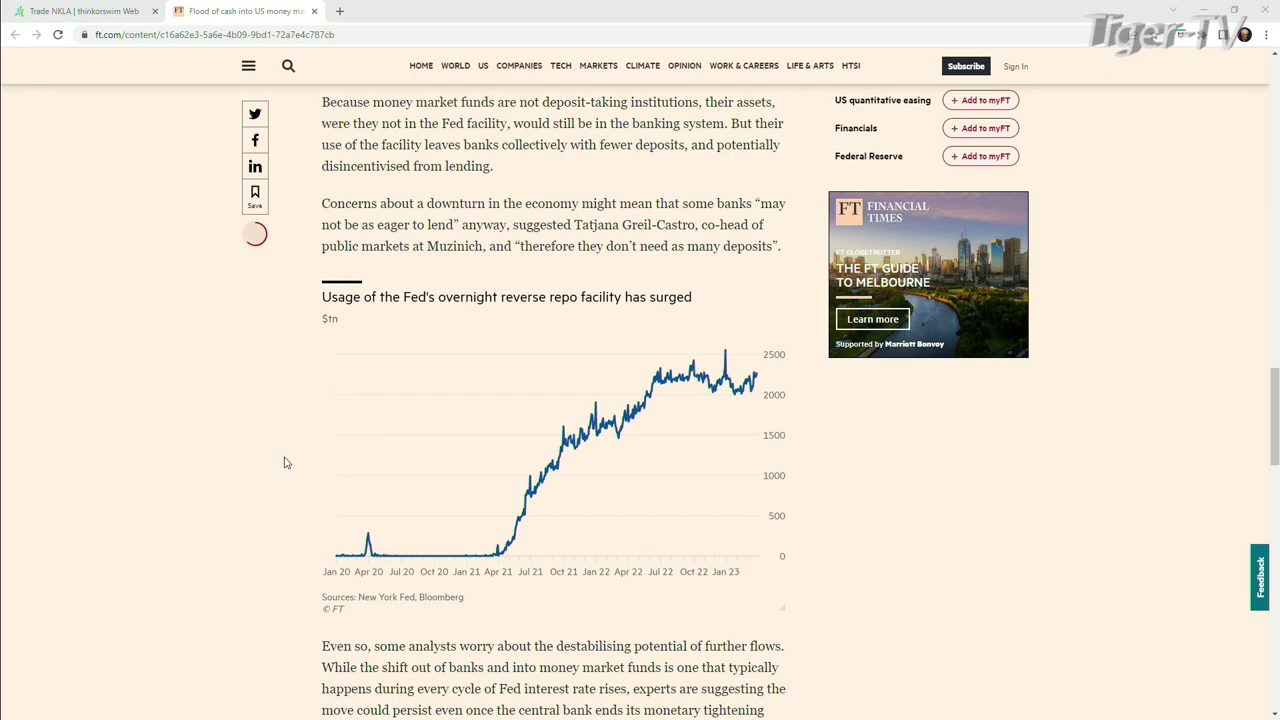 Trade NKLA | thinkorswim Web
Flood of cash into US money ma
Tiger-TV
ft.com/content/c16a62e3-5a6e-4b09-9bd1-72a7e4c787cb
HOME WORLD US COMPANIES TECH MARKETS CLIMATE OPINION WORK & CAREERS LIFE & ARTS HTSI
Subscribe
Sign In
Save
Because money market funds are not deposit-taking institutions, their assets,
were they not in the Fed facility, would still be in the banking system. But their
use of the facility leaves banks collectively with fewer deposits, and potentially
disincentivised from lending.
Concerns about a downturn in the economy might mean that some banks “may
not be as eager to lend” anyway, suggested Tatjana Greil-Castro, co-head of
public markets at Muzinich, and “therefore they don’t need as many deposits”.
Usage of the Fed's overnight reverse repo facility has surged
$tn
2500
2000
1500
1000
500
0
Jan 20 Apr 20 Jul 20 Oct 20 Jan 21 Apr 21 Jul 21 Oct 21 Jan 22 Apr 22 Jul 22 Oct 22 Jan 23
Sources: New York Fed, Bloomberg
© FT
Even so, some analysts worry about the destabilising potential of further flows.
While the shift out of banks and into money market funds is one that typically
happens during every cycle of Fed interest rate rises, experts are suggesting the
move could persist even once the central bank ends its monetary tightening
US quantitative easing + Add to myFT
Financials + Add to myFT
Federal Reserve + Add to myFT
FT FINANCIAL
TIMES
FT GLOBETROTTER
THE FT GUIDE
TO MELBOURNE
Learn more
Supported by Marriott Bonvoy
Feedback